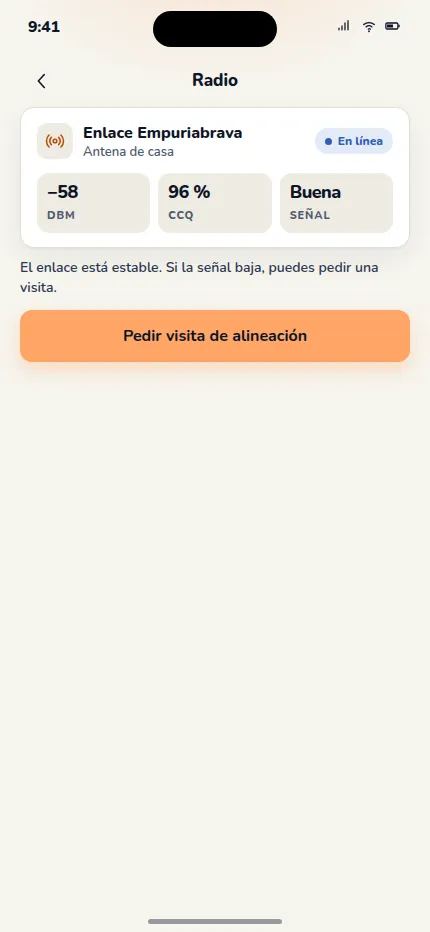 9:41
Radio
Enlace Empuriabrava
Antena de casa
En línea
−58
DBM
96 %
CCQ
Buena
SEÑAL
El enlace está estable. Si la señal baja, puedes pedir una
visita.
Pedir visita de alineación